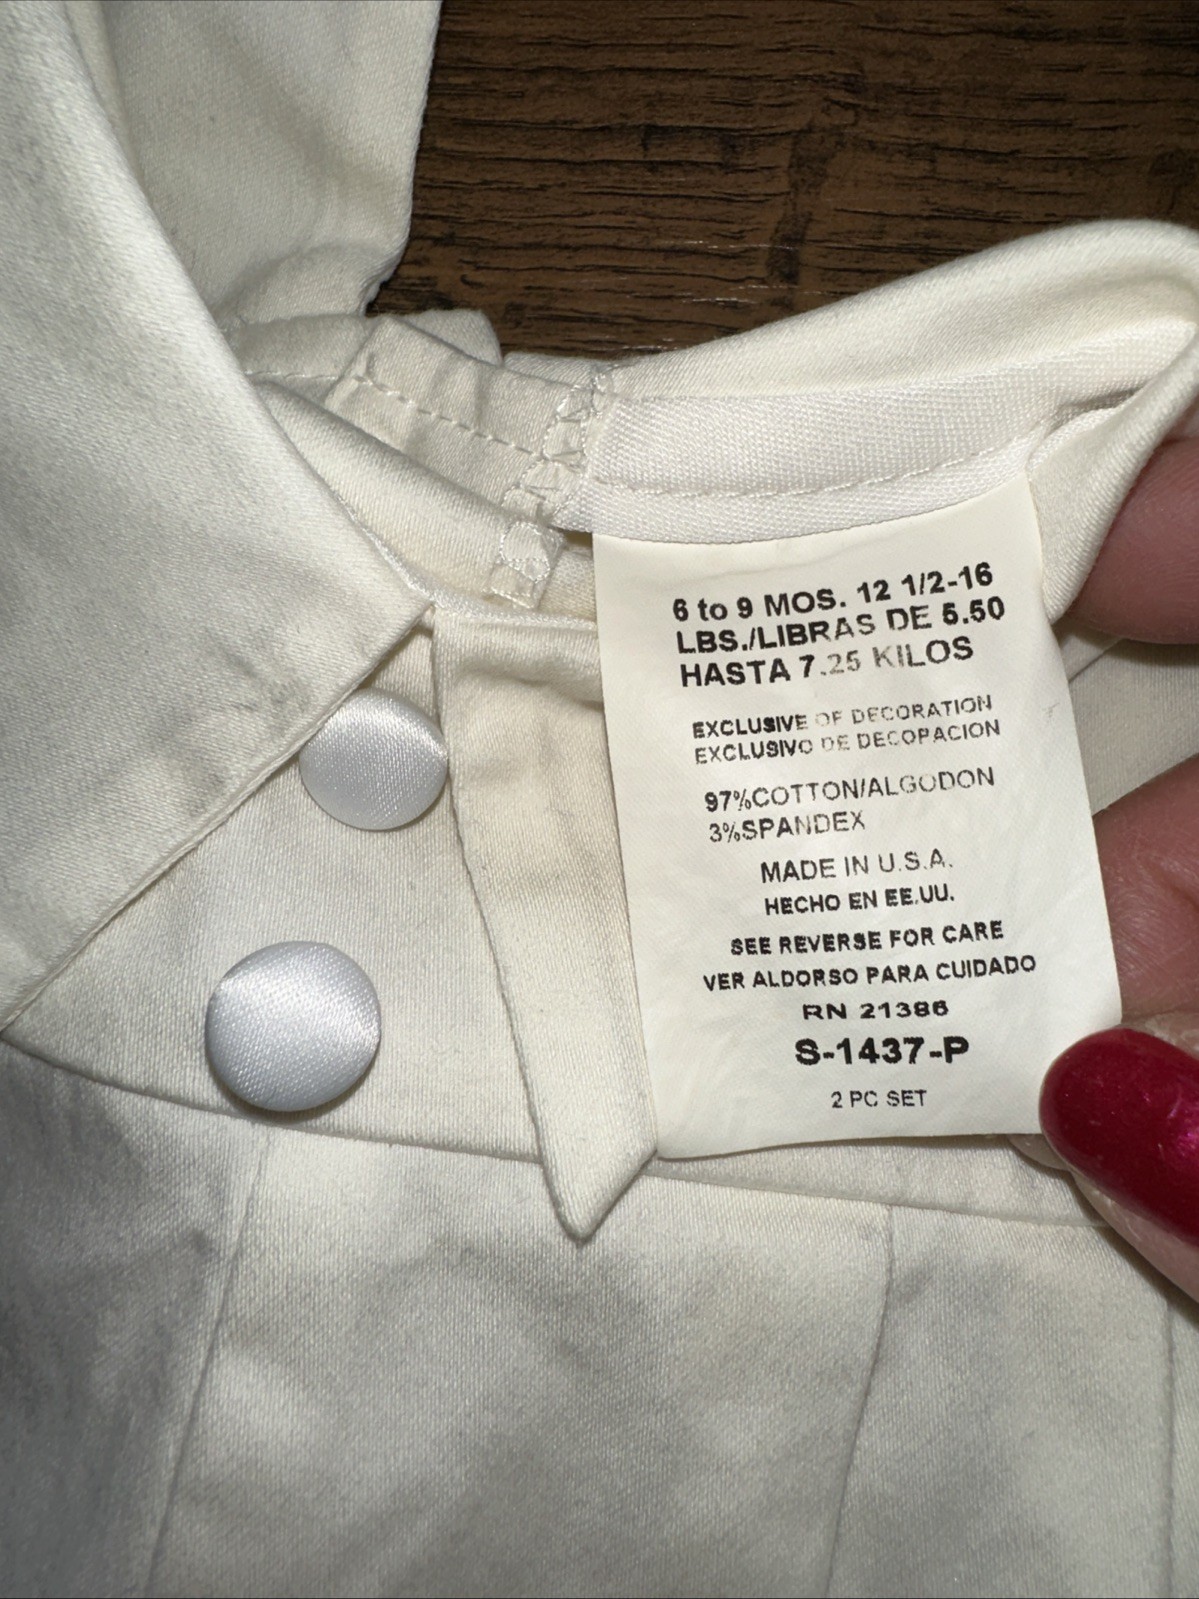 6 to 9 MOS. 12 1/2-16
LBS./LIBRAS DE 5.50
HASTA 7.25 KILOS
EXCLUSIVE OF DECORATION
EXCLUSIVO DE DECOPACION
97%COTTON/ALGODON
3%SPANDEX
MADE IN U.S.A.
HECHO EN EE.UU.
SEE REVERSE FOR CARE
VER ALDORSO PARA CUIDADO
RN 21386
S-1437-P
2 PC SET